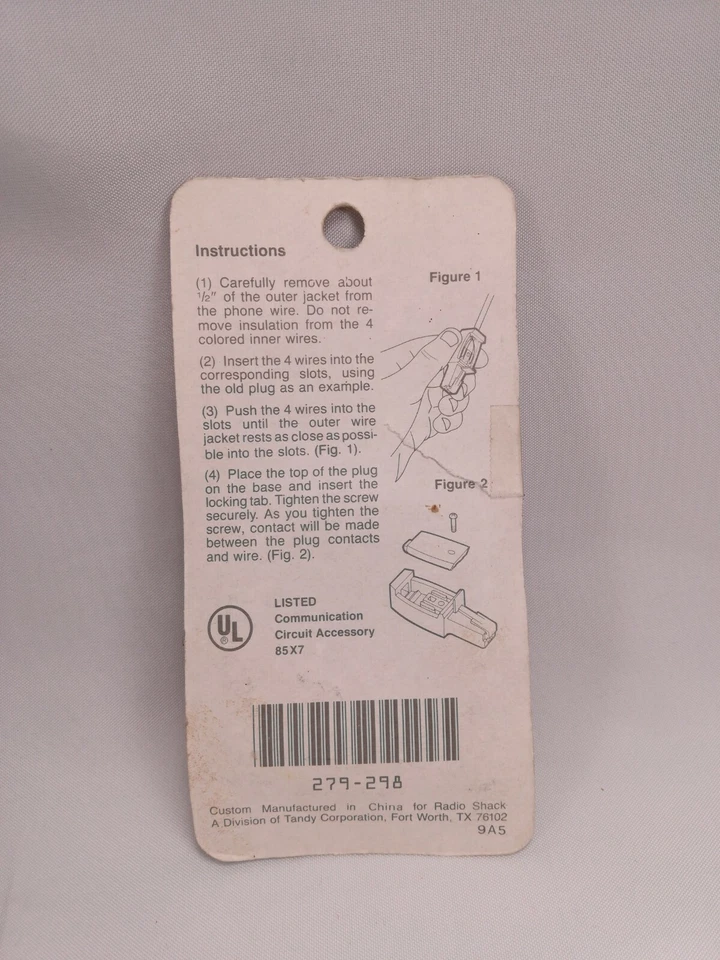 Instructions
(1) Carefully remove about
1/2" of the outer jacket from
the phone wire. Do not re-
move insulation from the 4
colored inner wires.
(2) Insert the 4 wires into the
corresponding slots, using
the old plug as an example.
(3) Push the 4 wires into the
slots until the outer wire
jacket rests as close as possi-
ble into the slots. (Fig. 1).
(4) Place the top of the plug
on the base and insert the
locking tab. Tighten the screw
securely. As you tighten the
screw, contact will be made
between the plug contacts
and wire. (Fig. 2).
Figure 1
Figure 2
UL
®
LISTED
Communication
Circuit Accessory
85X7
279-298
Custom Manufactured in China for Radio Shack
A Division of Tandy Corporation, Fort Worth, TX 76102
9A5